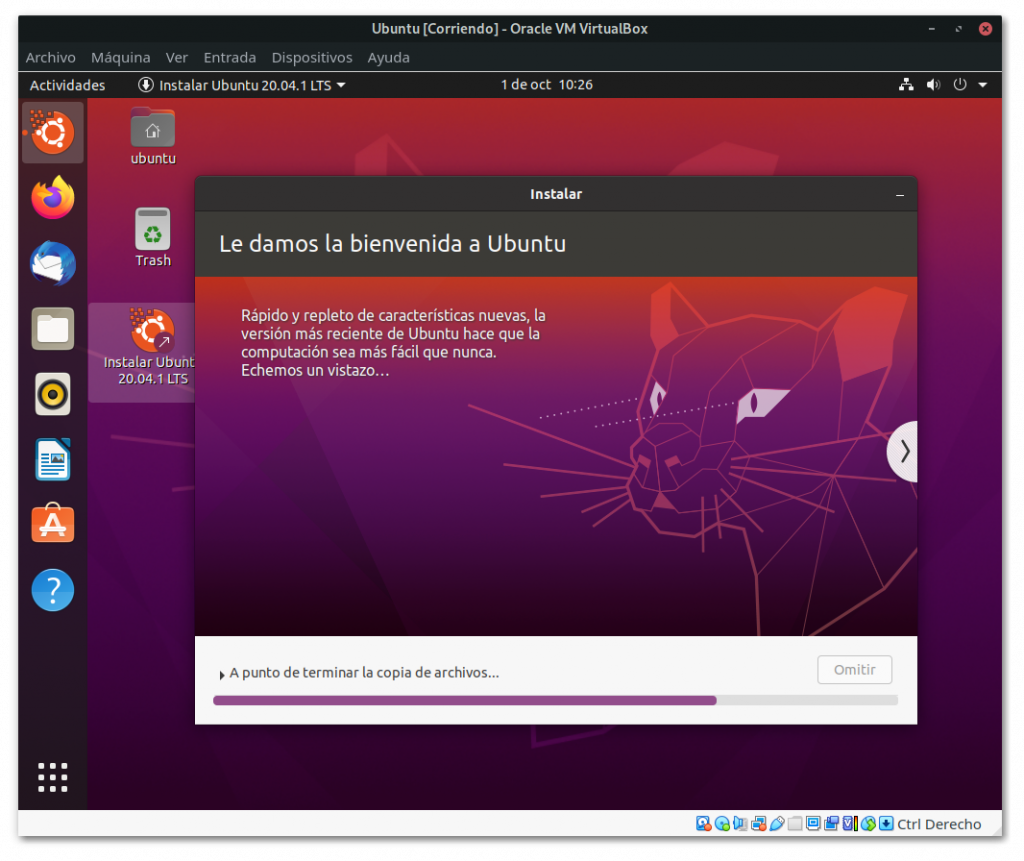 Ubuntu [Corriendo] - Oracle VM VirtualBox
Archivo Máquina Ver Entrada Dispositivos Ayuda
Actividades Instalar Ubuntu 20.04.1 LTS 1 de oct 10:26
ubuntu
Trash
Instalar Ubunt
20.04.1 LTS
Instalar
Le damos la bienvenida a Ubuntu
Rápido y repleto de características nuevas, la
versión más reciente de Ubuntu hace que la
computación sea más fácil que nunca.
Echemos un vistazo...
A punto de terminar la copia de archivos...
Omitir
Ctrl Derecho